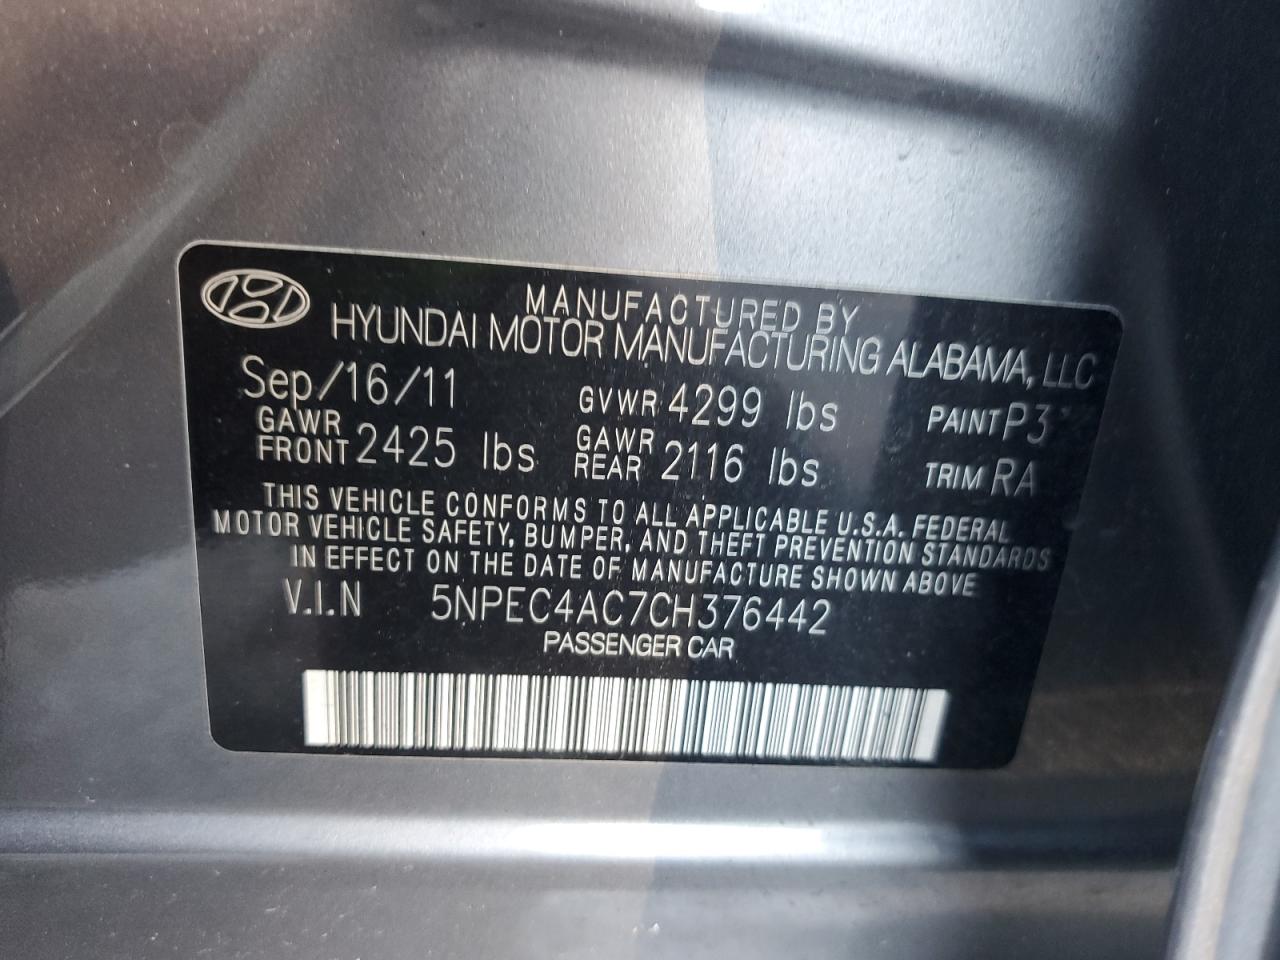 MANUFACTURED BY
HYUNDAI MOTOR MANUFACTURING ALABAMA, LLC
Sep/16/11 GVWR 4299 lbs PAINT P3
GAWR FRONT 2425 lbs GAWR REAR 2116 lbs TRIM RA
THIS VEHICLE CONFORMS TO ALL APPLICABLE U.S.A. FEDERAL
MOTOR VEHICLE SAFETY, BUMPER, AND THEFT PREVENTION STANDARDS
IN EFFECT ON THE DATE OF MANUFACTURE SHOWN ABOVE
V.I.N 5NPEC4AC7CH376442
PASSENGER CAR